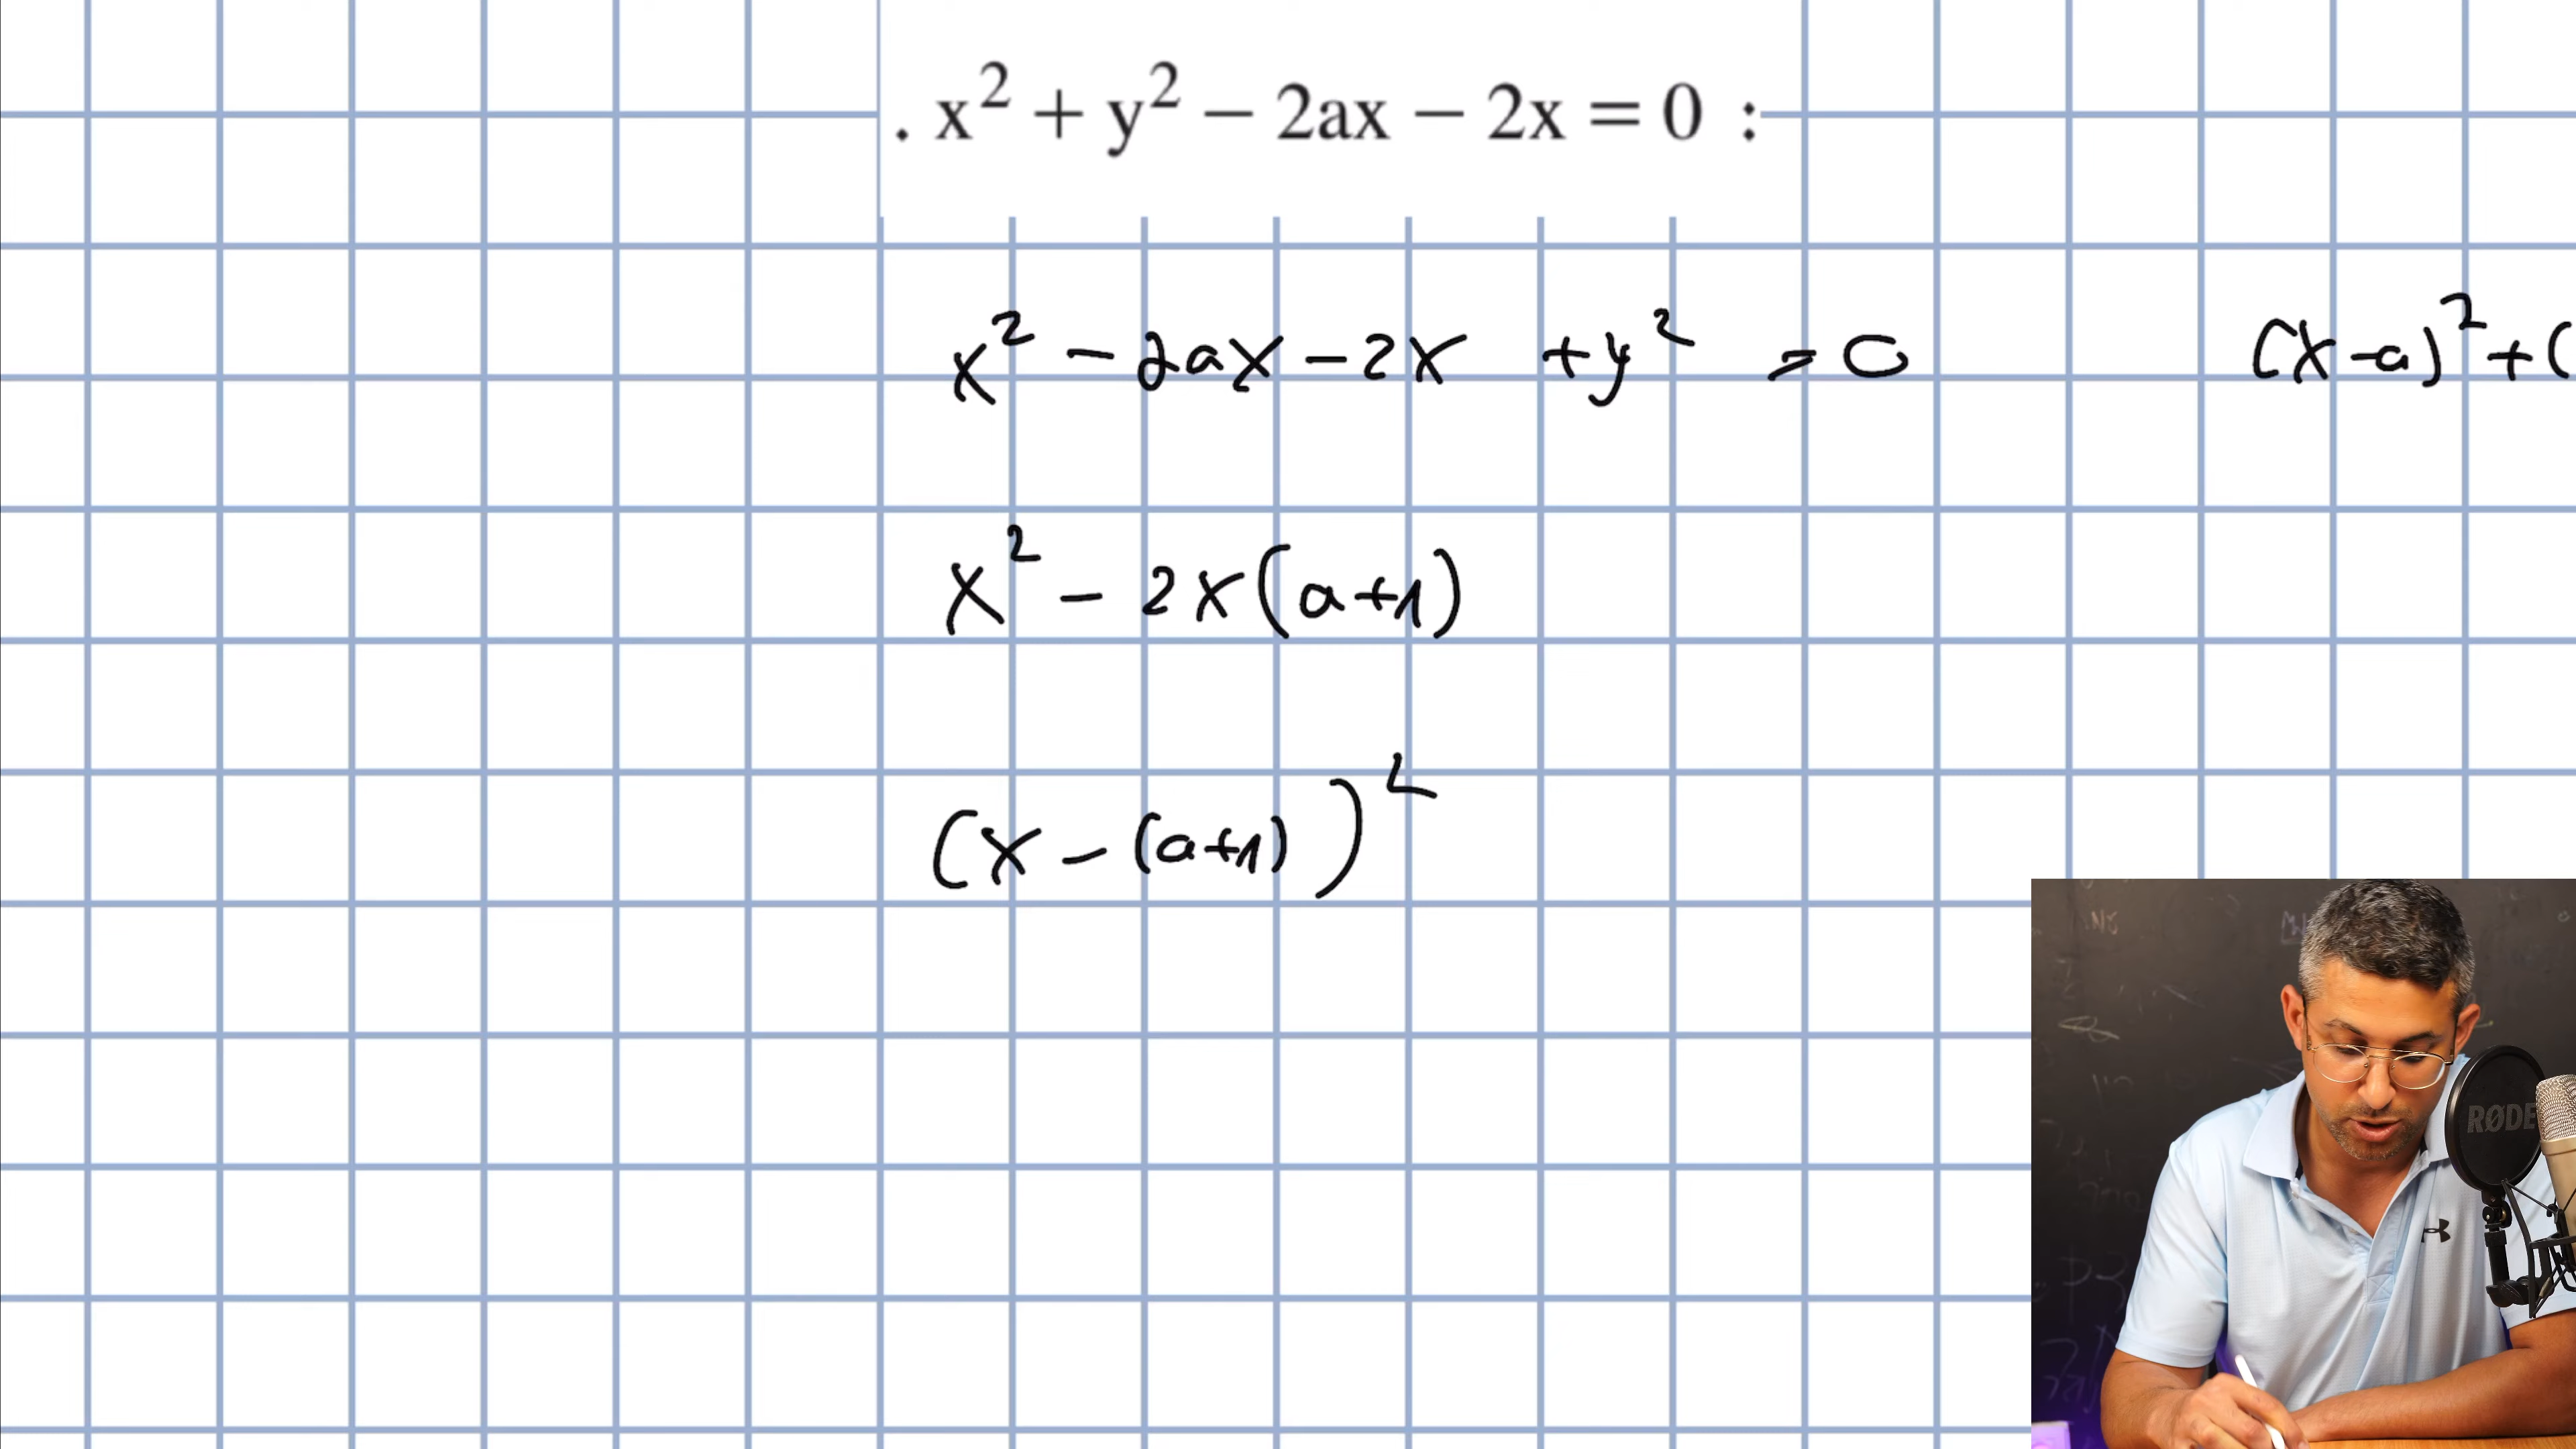 . x² + y² − 2ax − 2x = 0 :
x² − 2ax − 2x + y² = 0
(x − a)² + (
x² − 2x(a+1)
(x − (a+1))²
RØDE